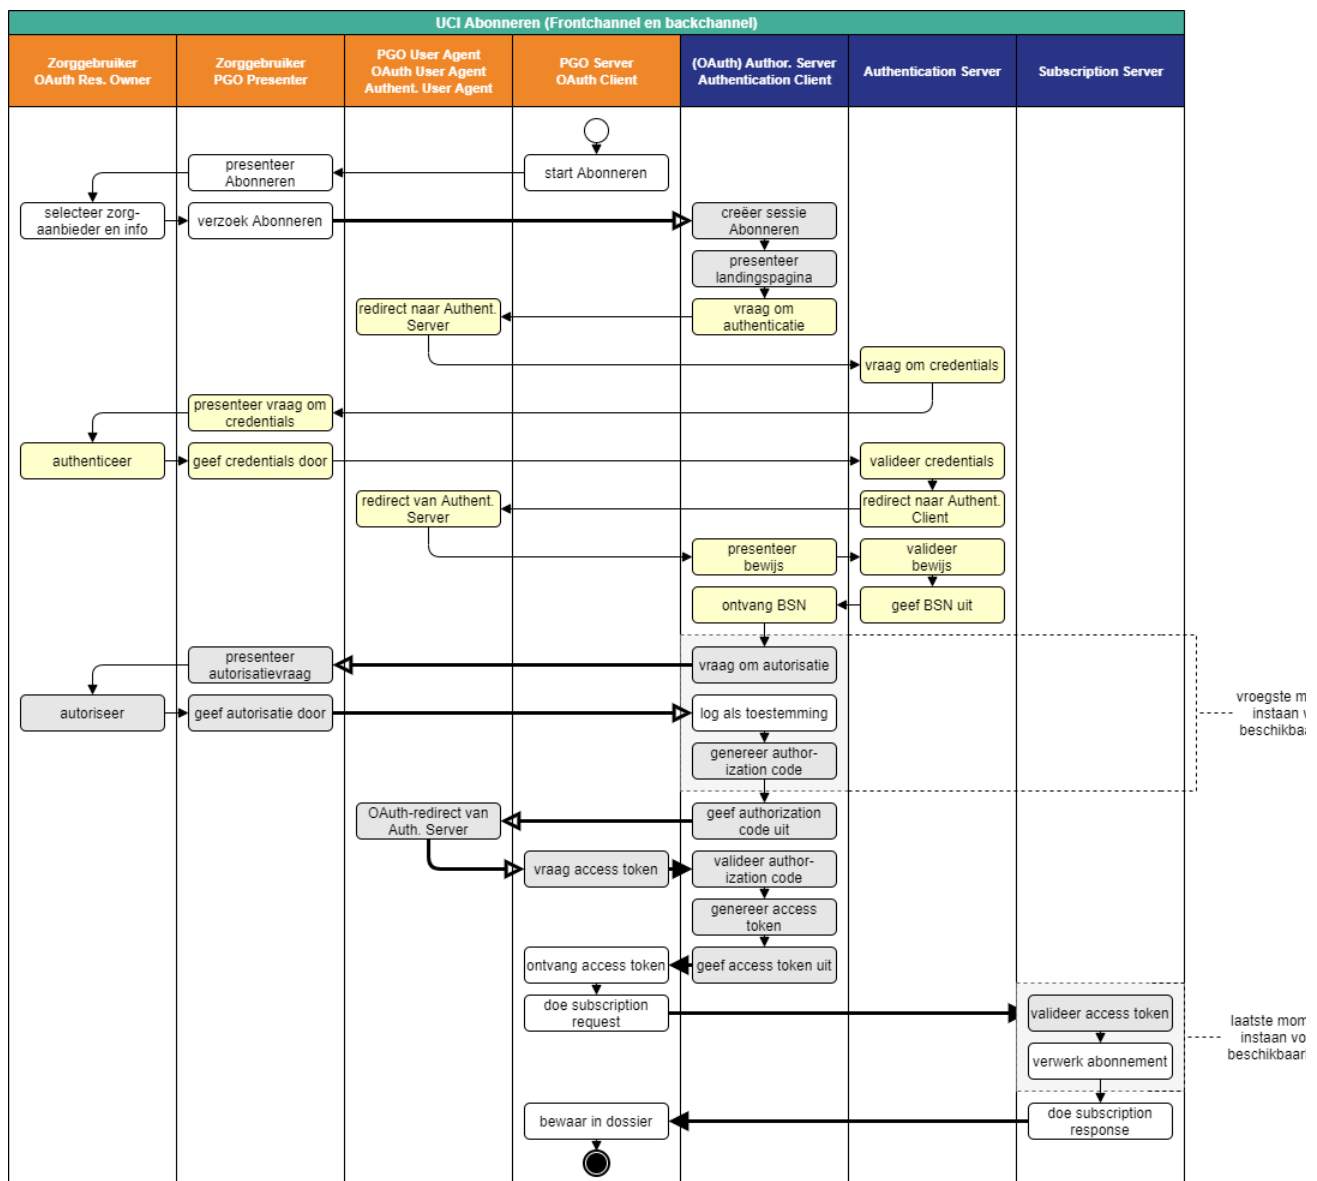 UCI Abonneren (Frontchannel en backchannel)
Zorggebruiker
OAuth Res. Owner
Zorggebruiker
PGO Presenter
PGO User Agent
OAuth User Agent
Authent. User Agent
PGO Server
OAuth Client
(OAuth) Author. Server
Authentication Client
Authentication Server
Subscription Server
presenteer
Abonneren
start Abonneren
selecteer zorg-
aanbieder en info
verzoek Abonneren
creëer sessie
Abonneren
presenteer
landingspagina
redirect naar Authent.
Server
vraag om
authenticatie
vraag om credentials
presenteer vraag om
credentials
authenticeer
geef credentials door
valideer credentials
redirect van Authent.
Server
redirect naar Authent.
Client
presenteer
bewijs
valideer
bewijs
ontvang BSN
geef BSN uit
presenteer
autorisatievraag
vraag om autorisatie
autoriseer
geef autorisatie door
log als toestemming
vroegste
instaan
genereer author-
ization code
OAuth-redirect van
Auth. Server
geef authorization
code uit
vraag access token
valideer author-
ization code
genereer access
token
ontvang access token
geef access token uit
doe subscription
request
valideer access token
laatste
instaan
verwerk abonnement
bewaar in dossier
doe subscription
response